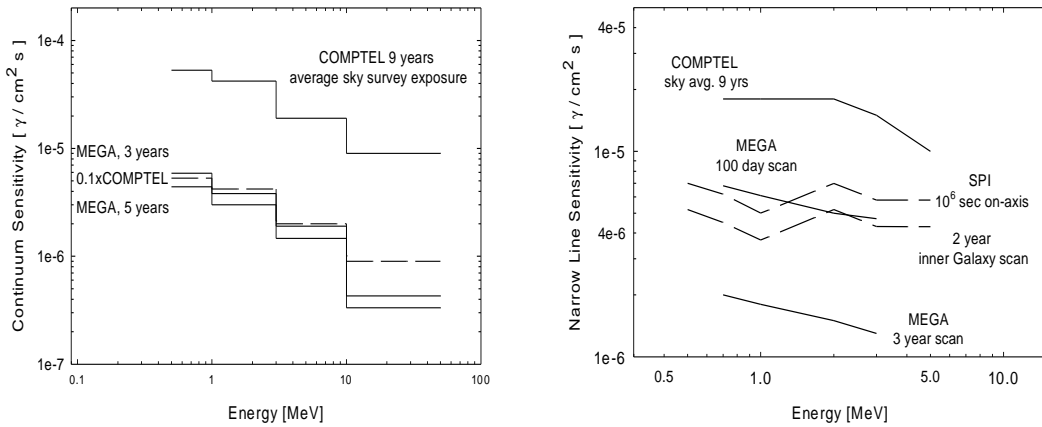 Continuum Sensitivity [ γ / cm² s ]
1e-4
1e-5
1e-6
1e-7
COMPTEL 9 years
average sky survey exposure
MEGA, 3 years
0.1xCOMPTEL
MEGA, 5 years
0.1
1
10
100
Energy [MeV]
Narrow Line Sensitivity [ γ / cm² s ]
4e-5
1e-5
4e-6
1e-6
COMPTEL
sky avg. 9 yrs
MEGA
100 day scan
SPI
10⁶ sec on-axis
2 year
inner Galaxy scan
MEGA
3 year scan
0.5
1.0
5.0
10.0
Energy [MeV]